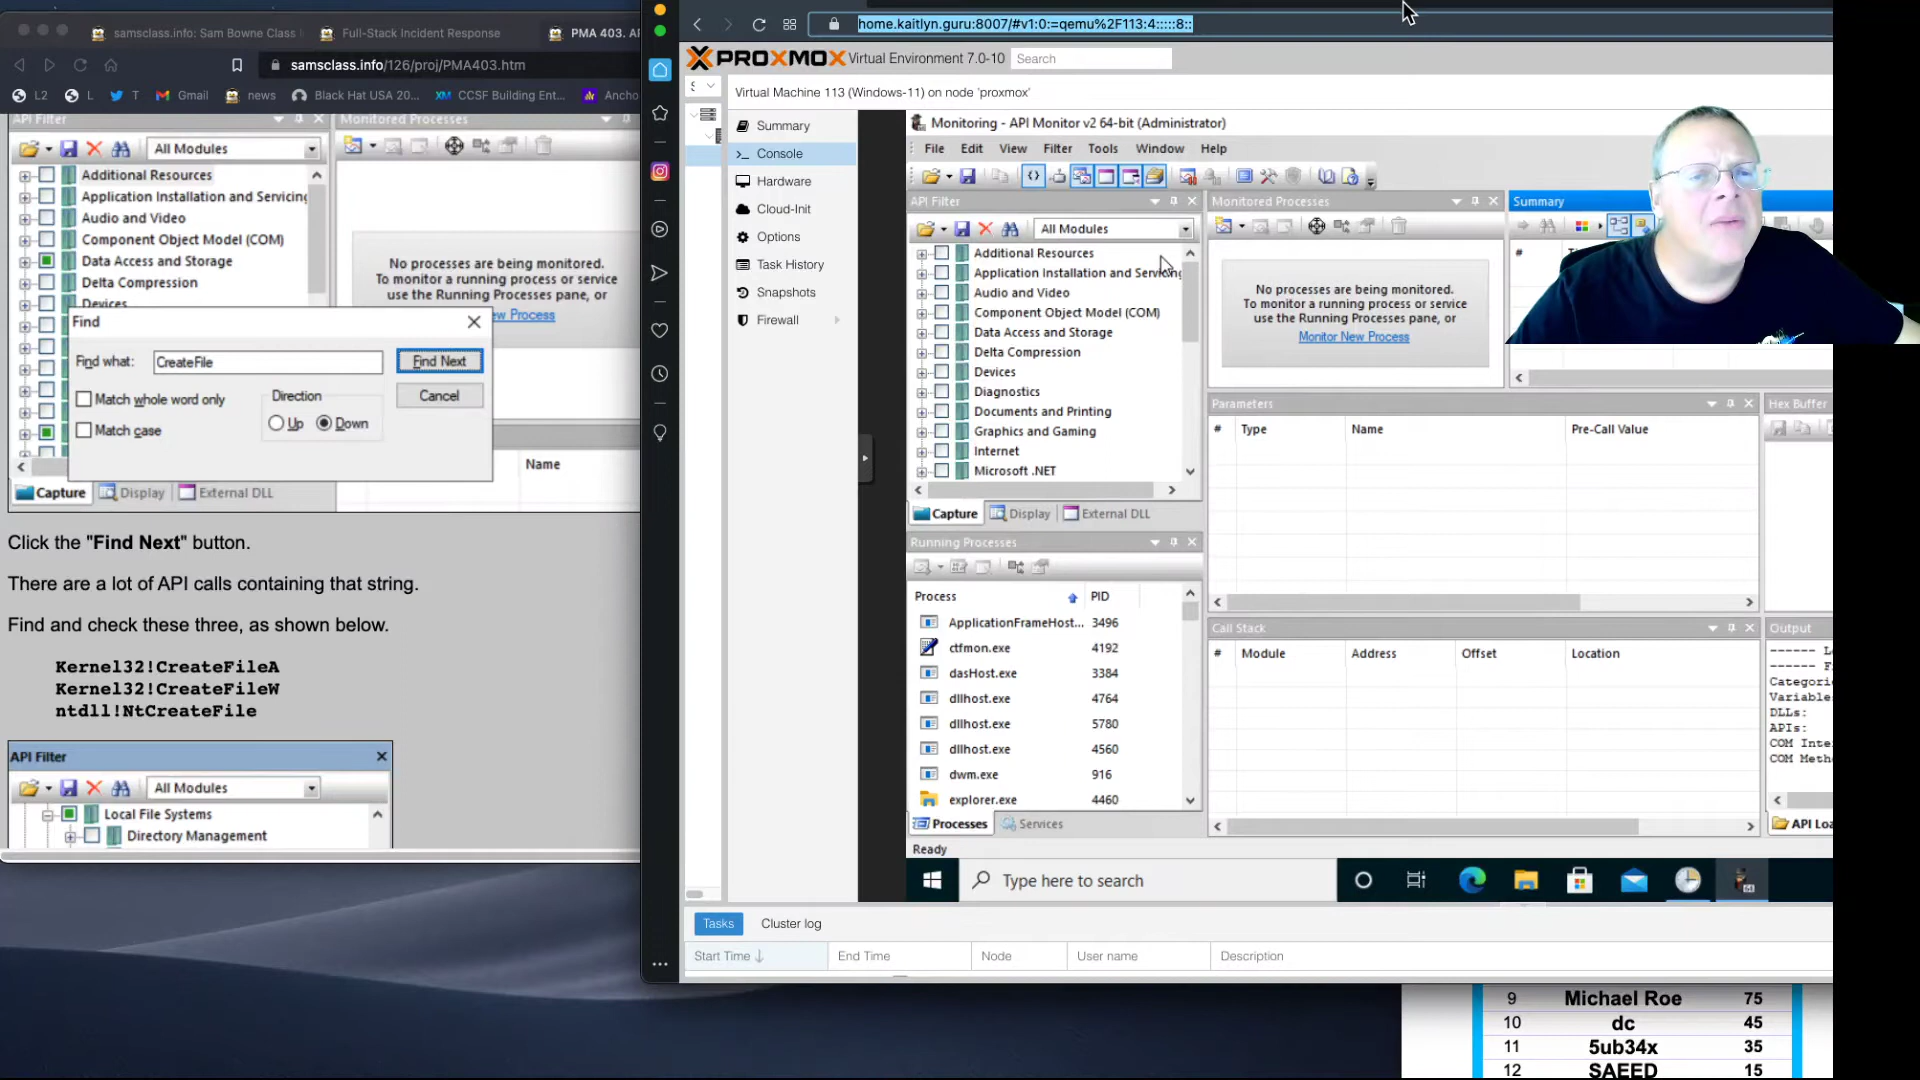 samsclass.info: Sam Bowne Class I
Full-Stack Incident Response
PMA 403. AP
samsclass.info/126/proj/PMA403.htm
L2
L
T
Gmail
news
Black Hat USA 20...
CCSF Building Ent...
Ancho
API Filter
Monitored Processes
All Modules
Additional Resources
Application Installation and Servicing
Audio and Video
Component Object Model (COM)
Data Access and Storage
Delta Compression
Devices
No processes are being monitored.
To monitor a running process or service
use the Running Processes pane, or
ew Process
Find
Find what:
CreateFile
Find Next
Match whole word only
Direction
Cancel
Match case
Up
Down
Name
Capture
Display
External DLL
Click the "Find Next" button.
There are a lot of API calls containing that string.
Find and check these three, as shown below.
Kernel32!CreateFileA
Kernel32!CreateFileW
ntdll!NtCreateFile
API Filter
All Modules
Local File Systems
Directory Management
home.kaitlyn.guru:8007/#v1:0:=qemu%2F113:4:::::8::
PROXMOX Virtual Environment 7.0-10
Search
Virtual Machine 113 (Windows-11) on node 'proxmox'
Summary
Console
Hardware
Cloud-Init
Options
Task History
Snapshots
Firewall
Monitoring - API Monitor v2 64-bit (Administrator)
File Edit View Filter Tools Window Help
API Filter
Monitored Processes
Summary
All Modules
#
Additional Resources
Application Installation and Servicing
Audio and Video
Component Object Model (COM)
Data Access and Storage
Delta Compression
Devices
Diagnostics
Documents and Printing
Graphics and Gaming
Internet
Microsoft .NET
No processes are being monitored.
To monitor a running process or service
use the Running Processes pane, or
Monitor New Process
Capture
Display
External DLL
Parameters
Hex Buffer
# Type Name Pre-Call Value
Running Processes
Process PID
ApplicationFrameHost... 3496
ctfmon.exe 4192
dasHost.exe 3384
dllhost.exe 4764
dllhost.exe 5780
dllhost.exe 4560
dwm.exe 916
explorer.exe 4460
Processes
Services
Call Stack
Output
# Module Address Offset Location
------ L
------ F
Categori
Variable
DLLs:
APIs:
COM Inte
COM Meth
API Loa
Ready
Type here to search
Tasks
Cluster log
Start Time End Time Node User name Description
9 Michael Roe 75
10 dc 45
11 5ub34x 35
12 SAEED 15